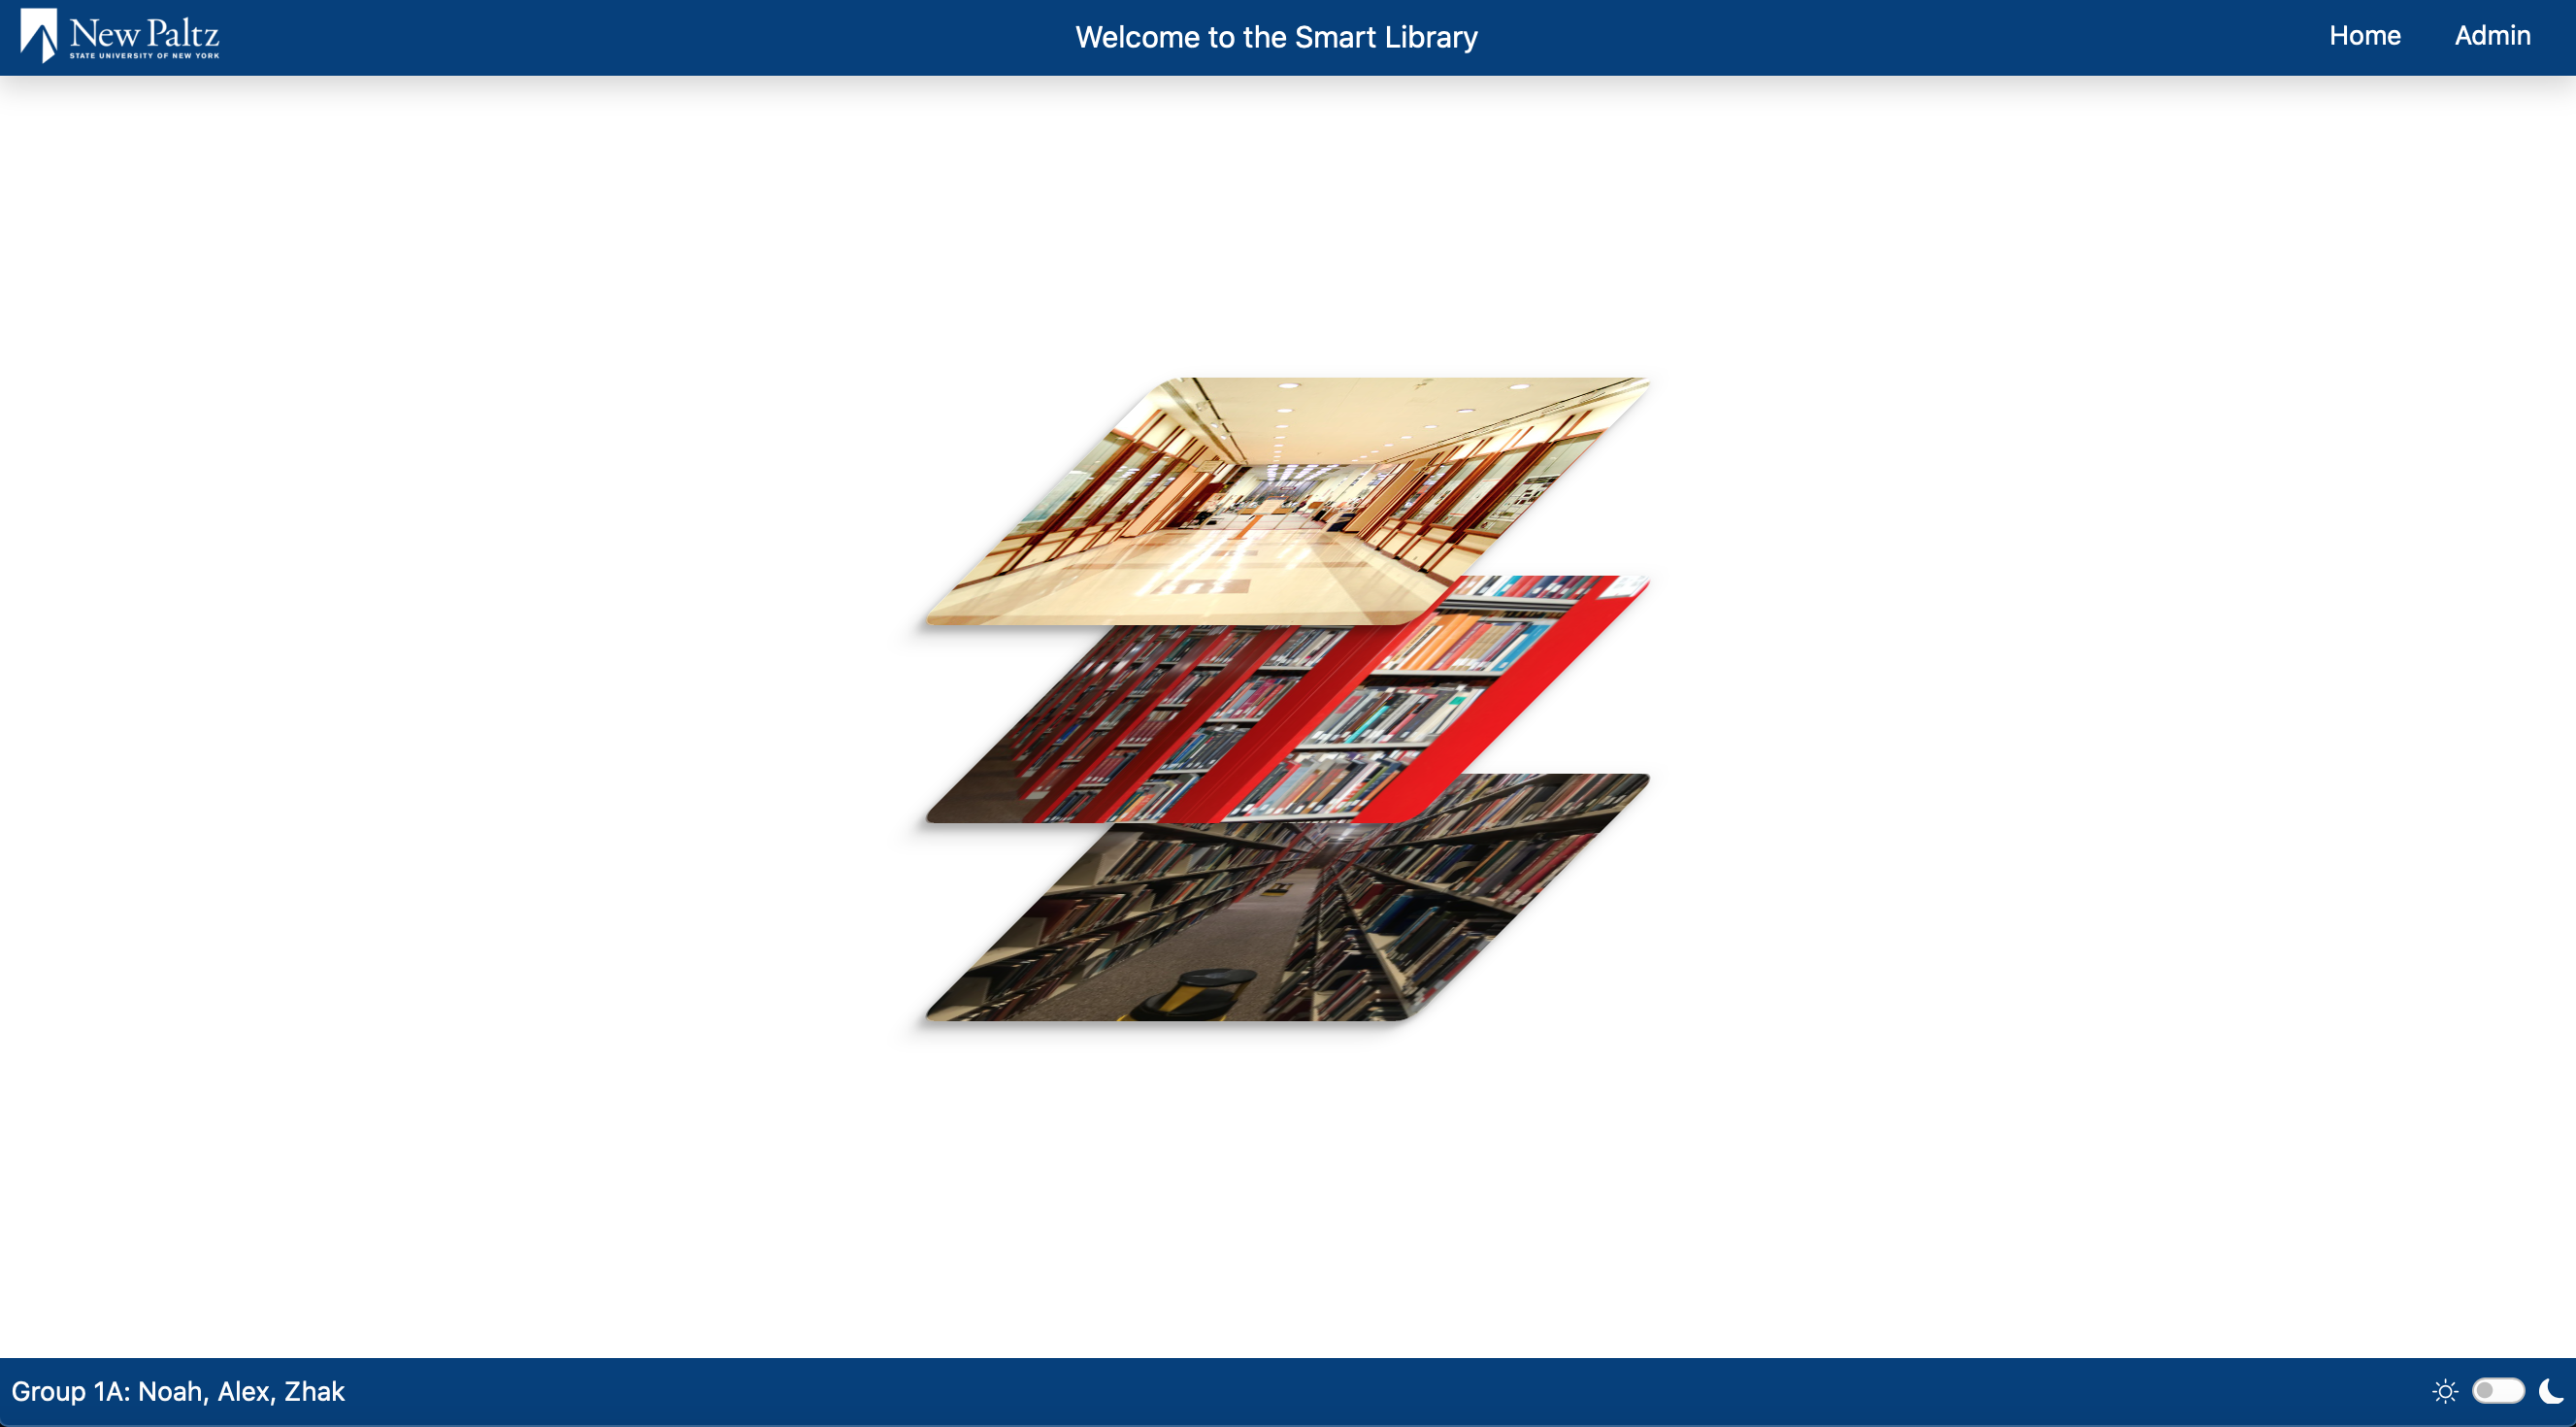 New Paltz
STATE UNIVERSITY OF NEW YORK
Welcome to the Smart Library
Home
Admin
Group 1A: Noah, Alex, Zhak